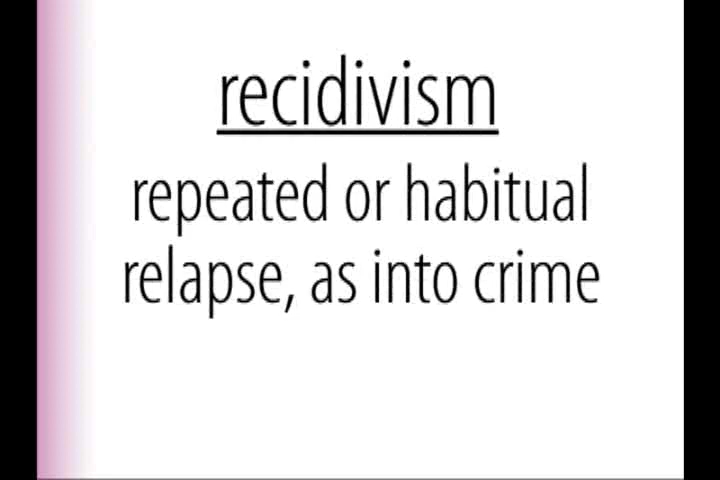 recidivism
repeated or habitual
relapse, as into crime